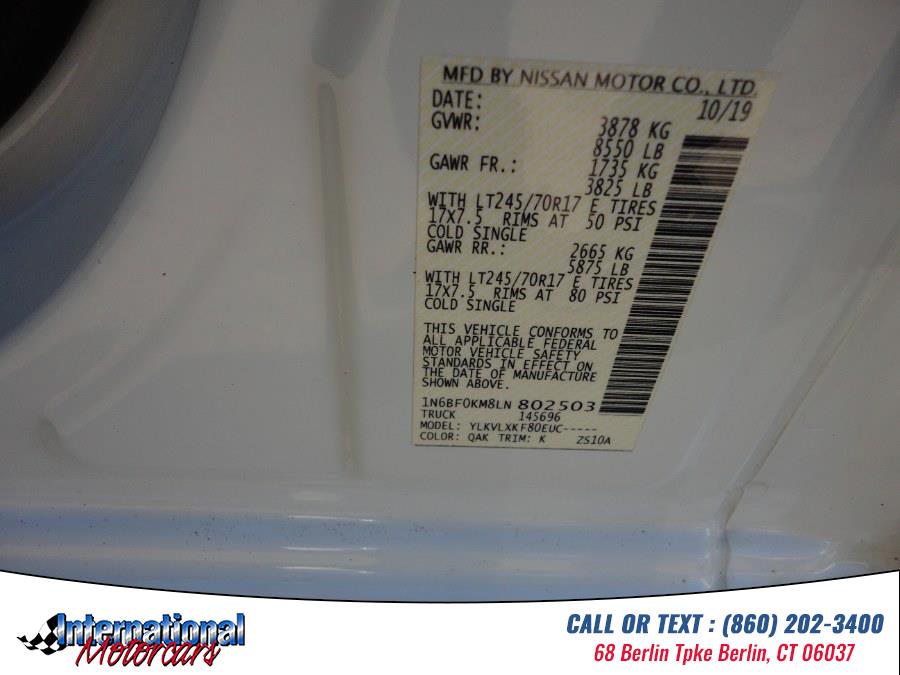 MFD BY NISSAN MOTOR CO., LTD.
DATE: 10/19
GVWR: 3878 KG
8550 LB
GAWR FR.: 1735 KG
3825 LB
WITH LT245/70R17 E TIRES
17X7.5 RIMS AT 50 PSI
COLD SINGLE
GAWR RR.: 2665 KG
5875 LB
WITH LT245/70R17 E TIRES
17X7.5 RIMS AT 80 PSI
COLD SINGLE
THIS VEHICLE CONFORMS TO
ALL APPLICABLE FEDERAL
MOTOR VEHICLE SAFETY
STANDARDS IN EFFECT ON
THE DATE OF MANUFACTURE
SHOWN ABOVE.
1N6BF0KM8LN 802503
TRUCK 145696
MODEL: YLKVLXKF80EUC-----
COLOR: QAK TRIM: K ZS10A
International
Motorcars
CALL OR TEXT : (860) 202-3400
68 Berlin Tpke Berlin, CT 06037